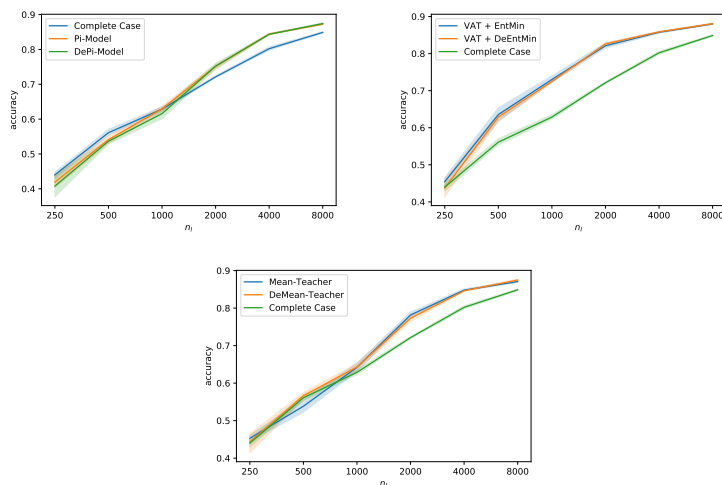 Complete Case
Pi-Model
DePi-Model
accuracy
0.9
0.8
0.7
0.6
0.5
0.4
250 500 1000 2000 4000 8000
n_l
VAT + EntMin
VAT + DeEntMin
Complete Case
accuracy
0.9
0.8
0.7
0.6
0.5
0.4
250 500 1000 2000 4000 8000
n_l
Mean-Teacher
DeMean-Teacher
Complete Case
accuracy
0.9
0.8
0.7
0.6
0.5
0.4
250 500 1000 2000 4000 8000
n_l